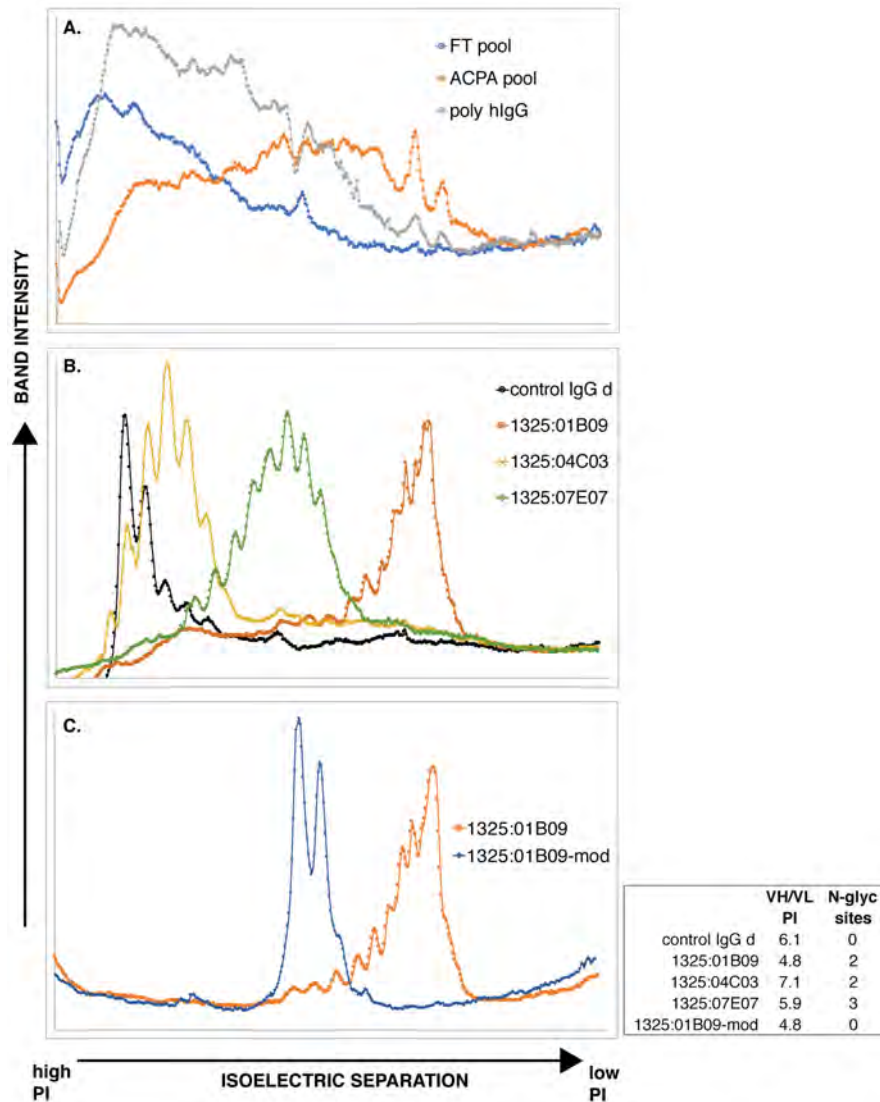 A.
FT pool
ACPA pool
poly hIgG
BAND INTENSITY
B.
control IgG d
1325:01B09
1325:04C03
1325:07E07
C.
1325:01B09
1325:01B09-mod
VH/VL N-glyc
PI sites
control IgG d 6.1 0
1325:01B09 4.8 2
1325:04C03 7.1 2
1325:07E07 5.9 3
1325:01B09-mod 4.8 0
high
PI
ISOELECTRIC SEPARATION
low
PI